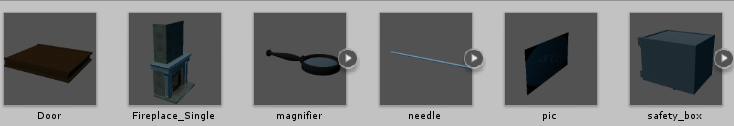 Door
Fireplace_Single
magnifier
needle
pic
safety_box